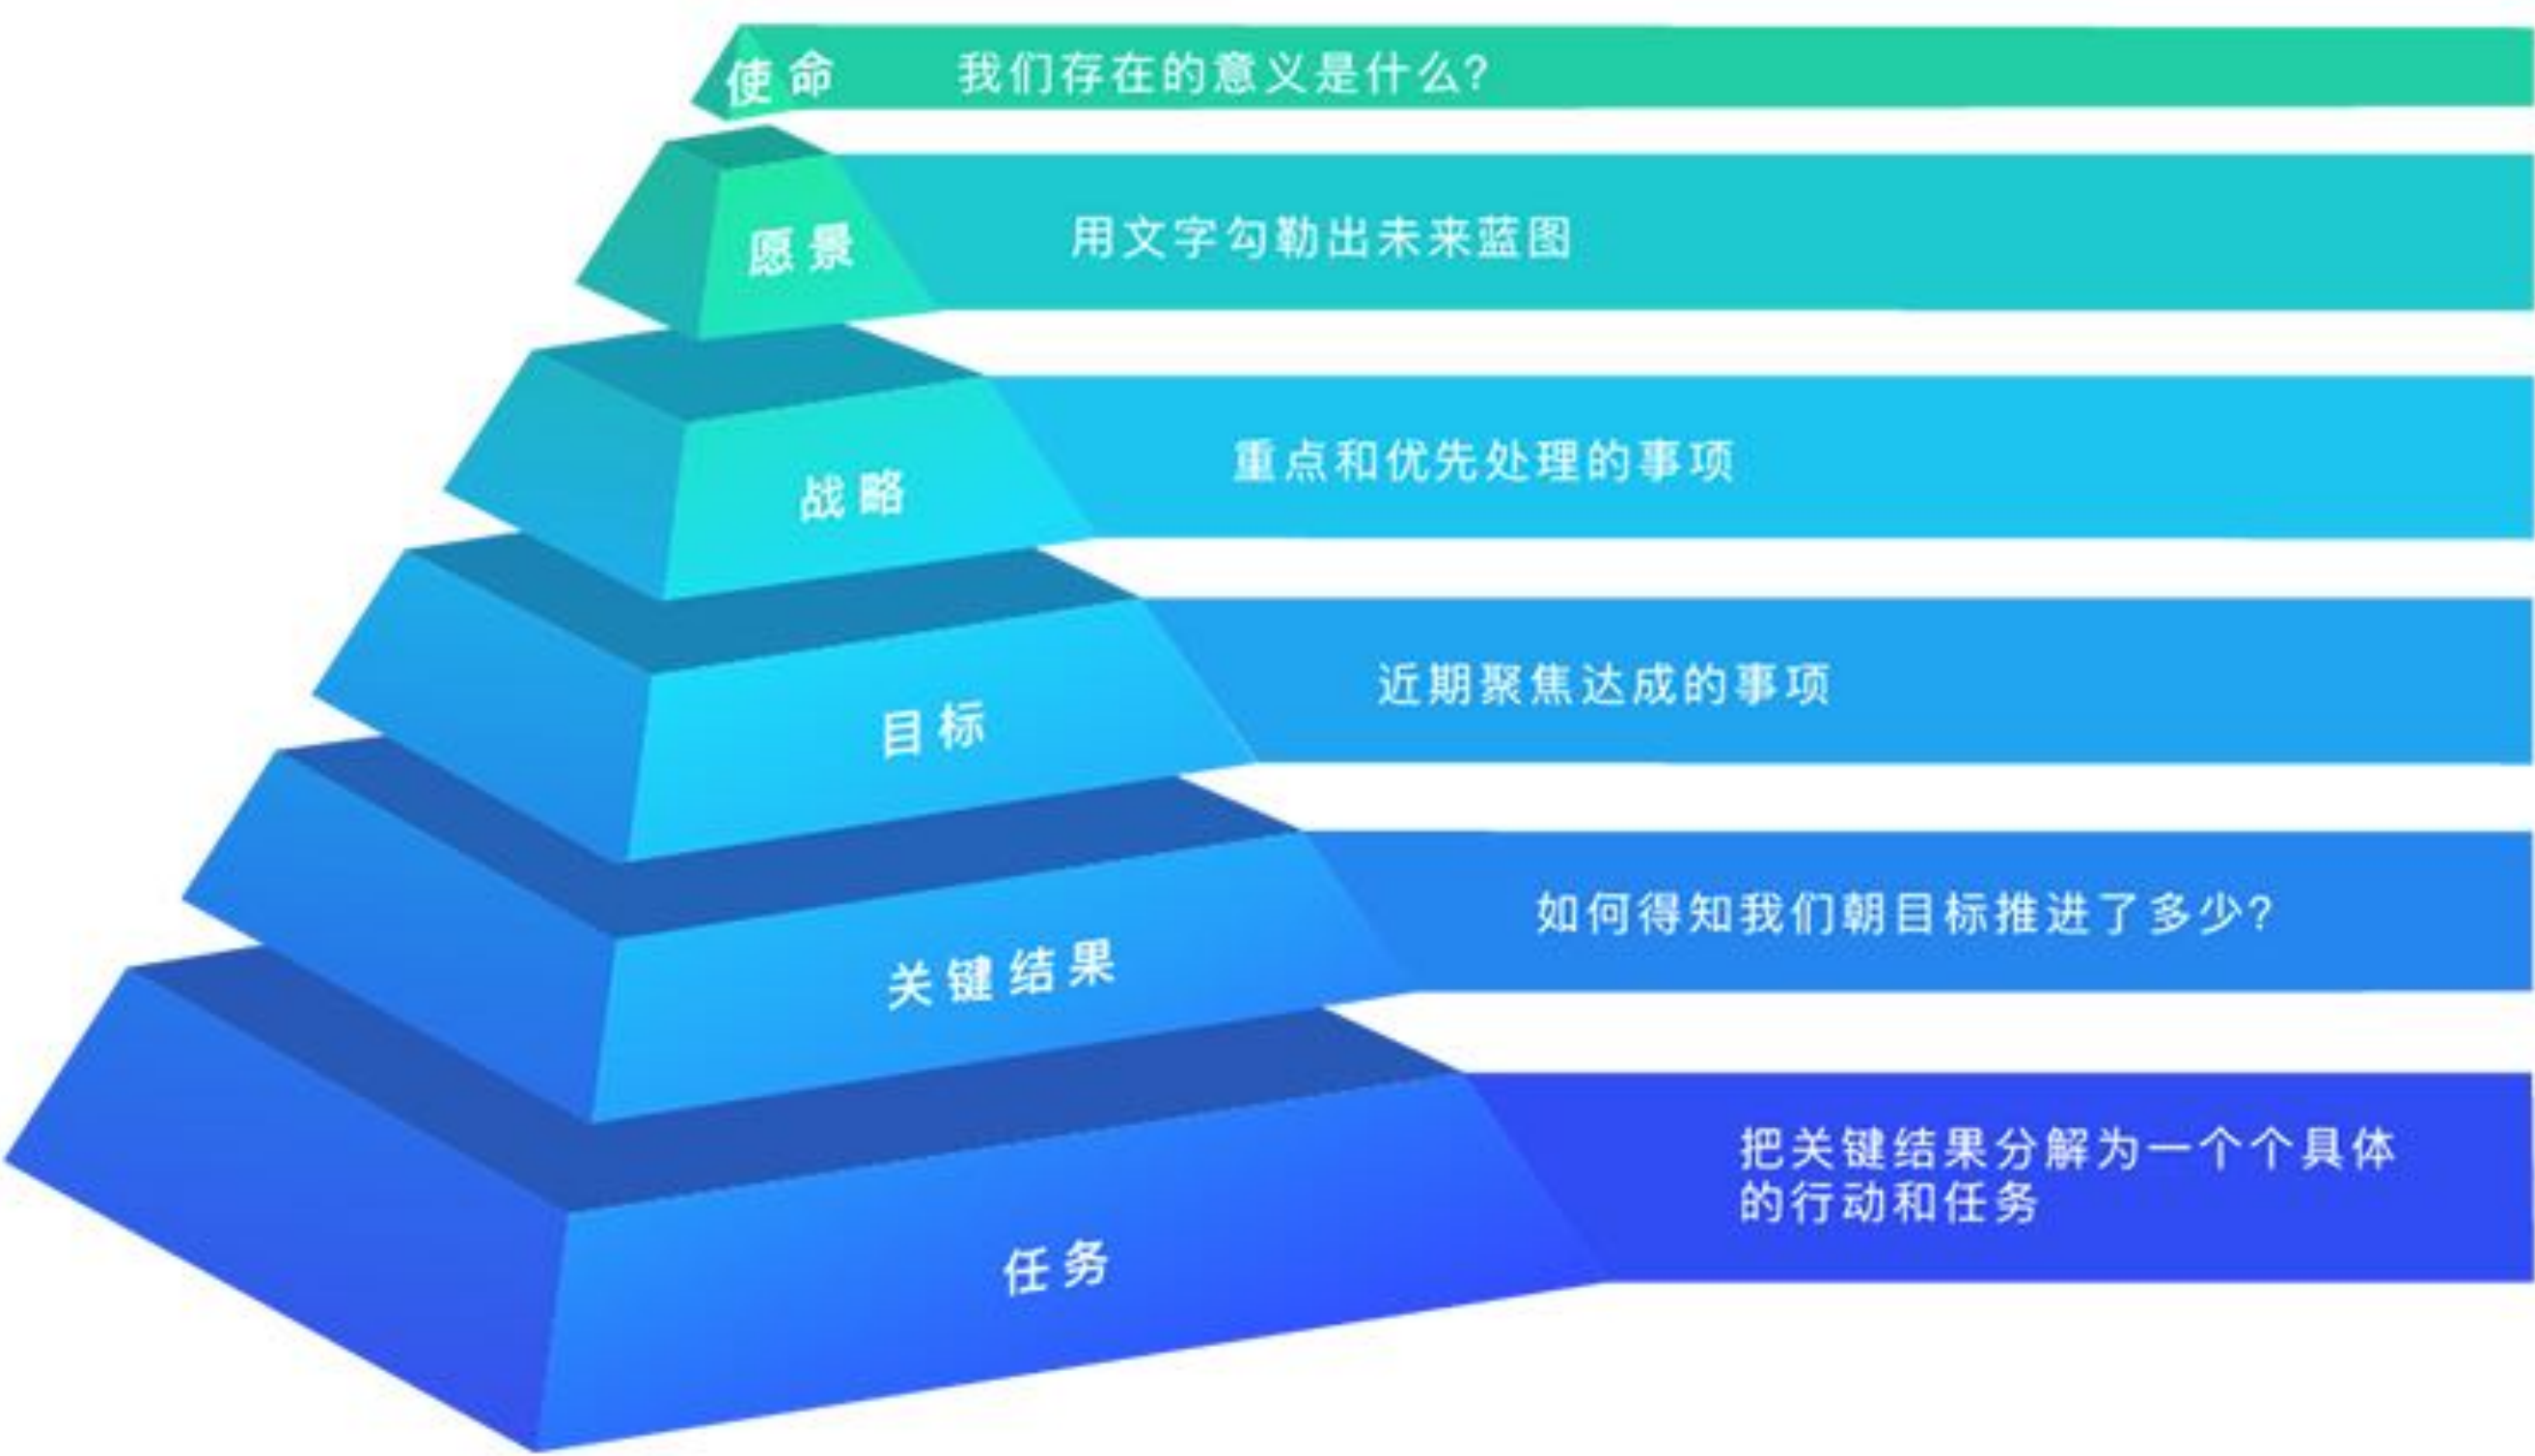 使命
我们存在的意义是什么?
愿景
用文字勾勒出未来蓝图
战略
重点和优先处理的事项
目标
近期聚焦达成的事项
关键结果
如何得知我们朝目标推进了多少?
任务
把关键结果分解为一个个具体
的行动和任务